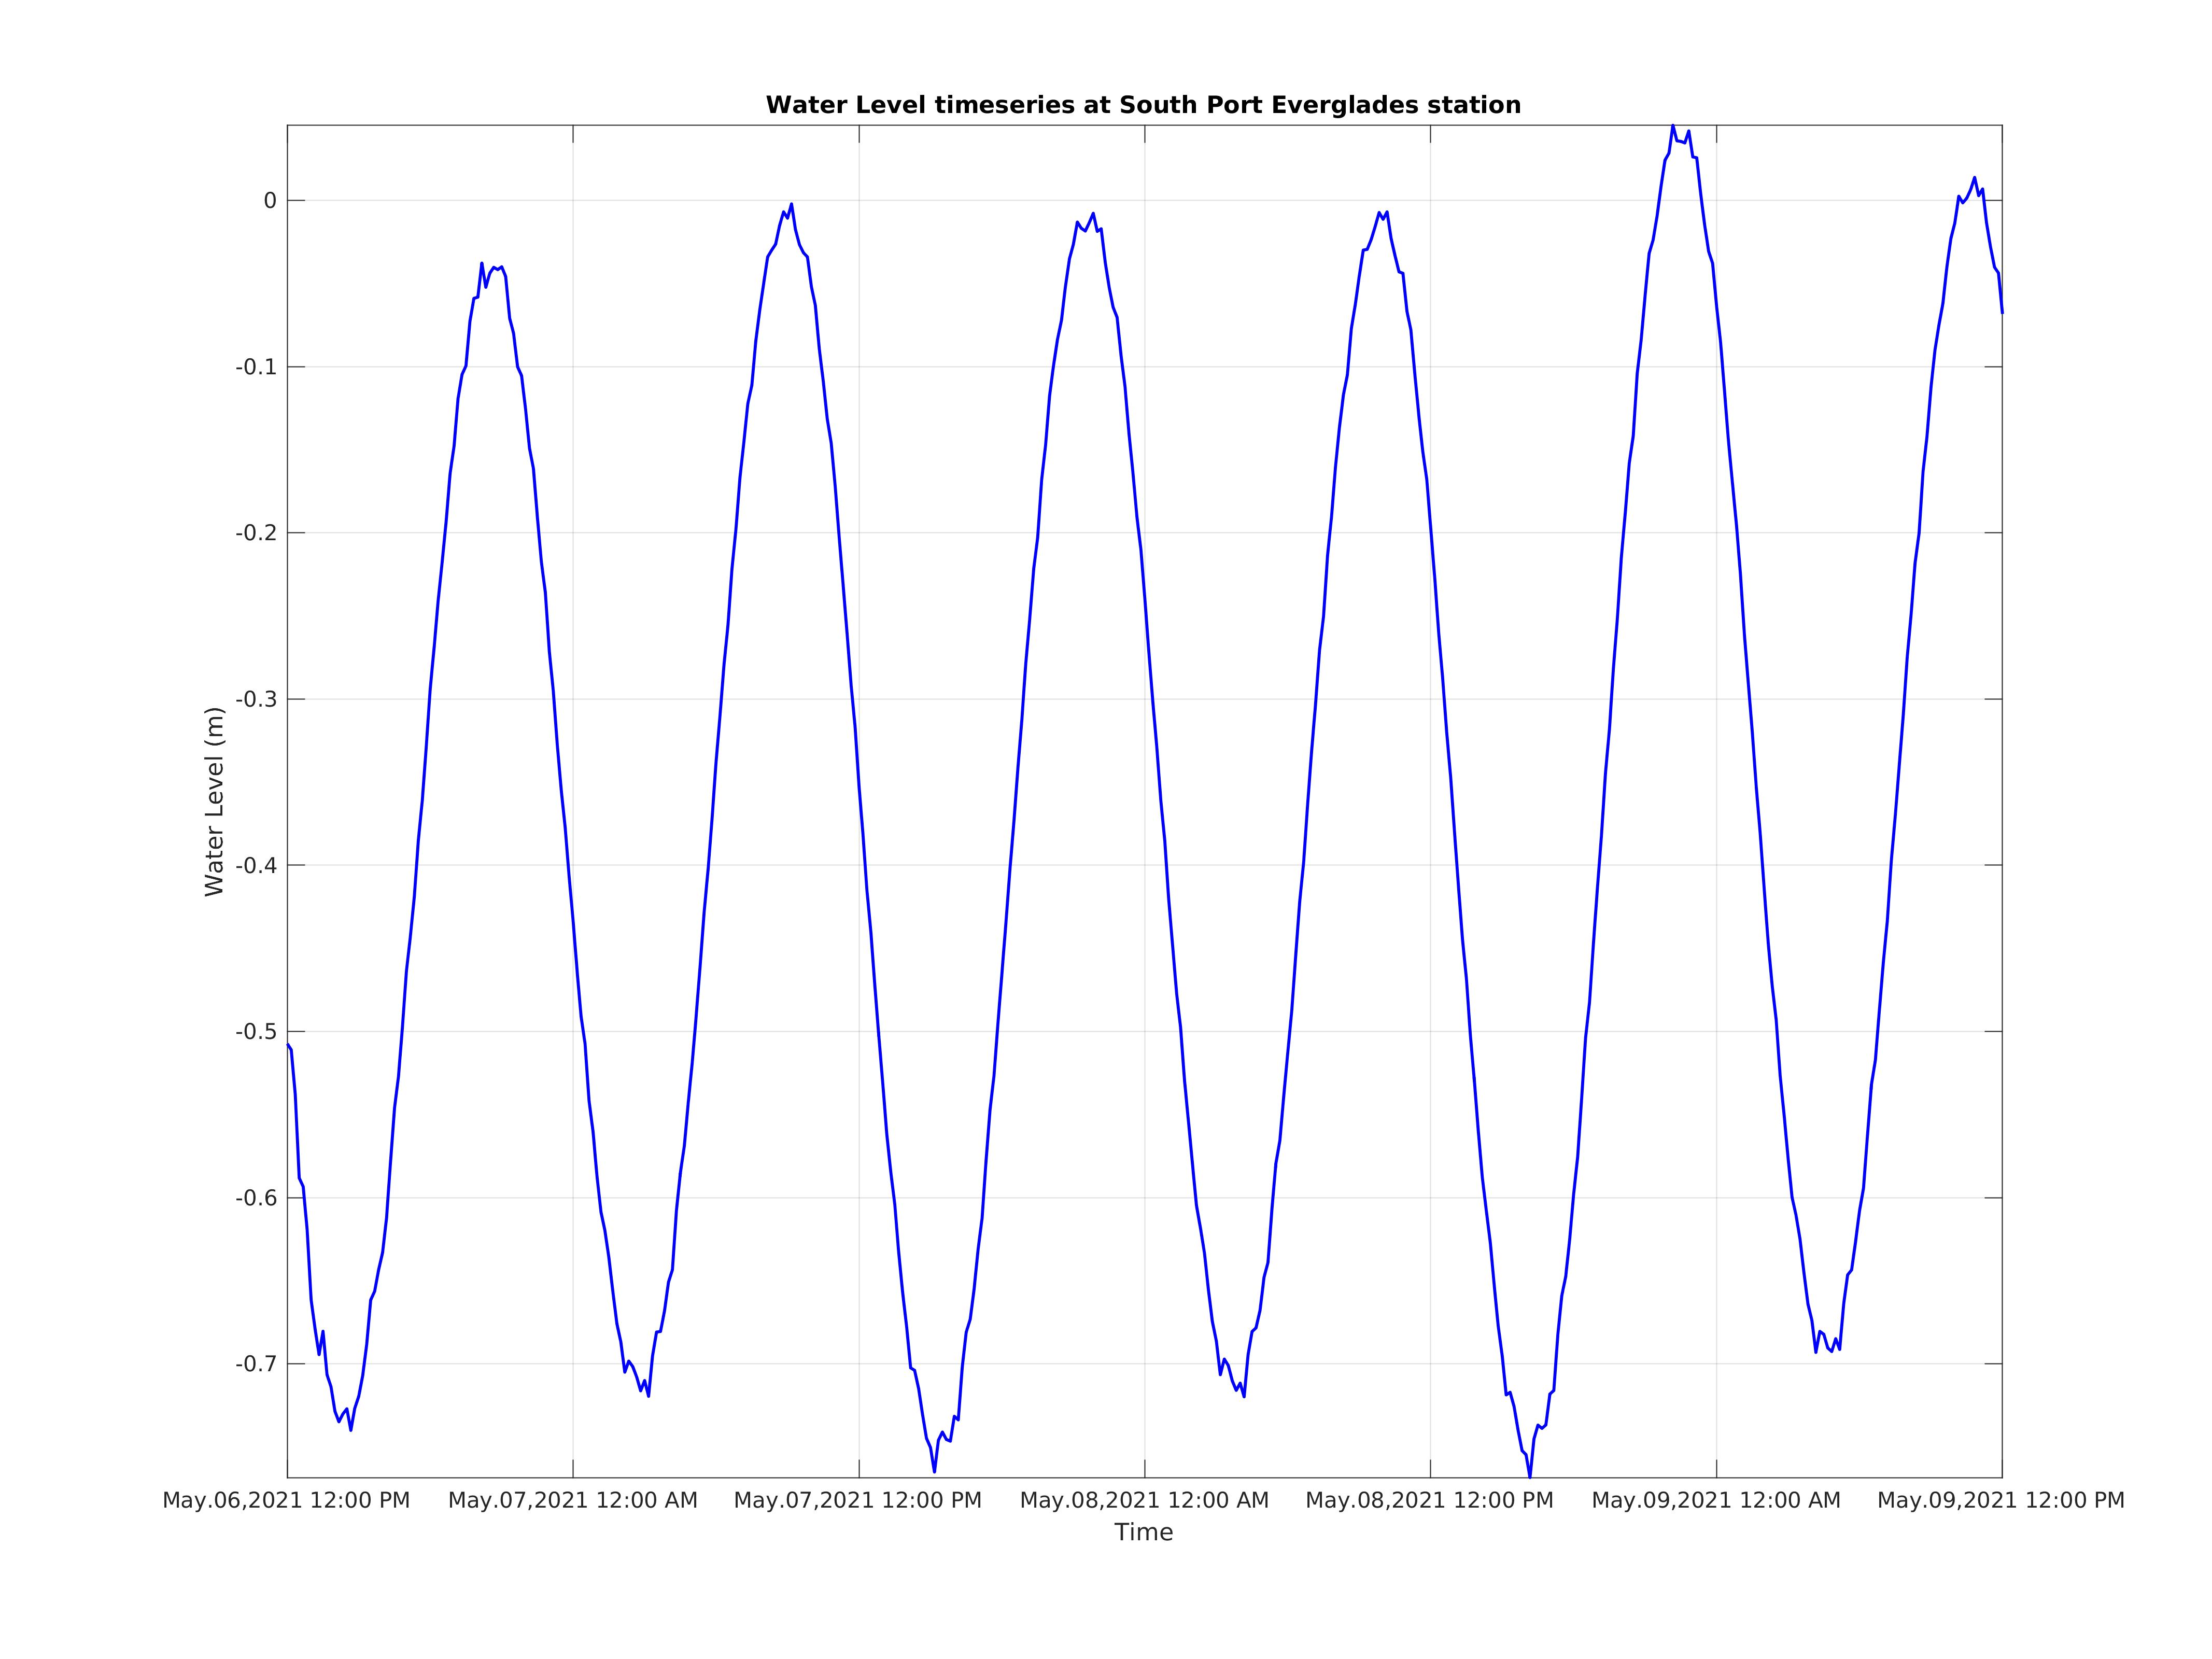 Water Level timeseries at South Port Everglades station
0
-0.1
-0.2
-0.3
-0.4
-0.5
-0.6
-0.7
Water Level (m)
May.06,2021 12:00 PM May.07,2021 12:00 AM May.07,2021 12:00 PM May.08,2021 12:00 AM May.08,2021 12:00 PM May.09,2021 12:00 AM May.09,2021 12:00 PM
Time